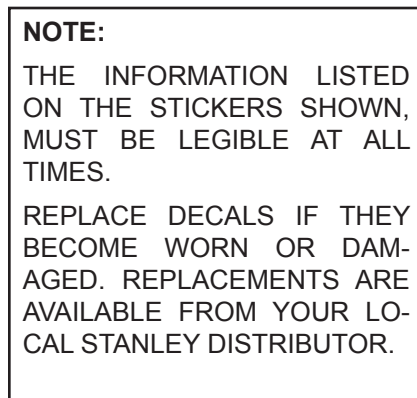 NOTE:
THE INFORMATION LISTED
ON THE STICKERS SHOWN,
MUST BE LEGIBLE AT ALL
TIMES.
REPLACE DECALS IF THEY
BECOME WORN OR DAM-
AGED. REPLACEMENTS ARE
AVAILABLE FROM YOUR LO-
CAL STANLEY DISTRIBUTOR.